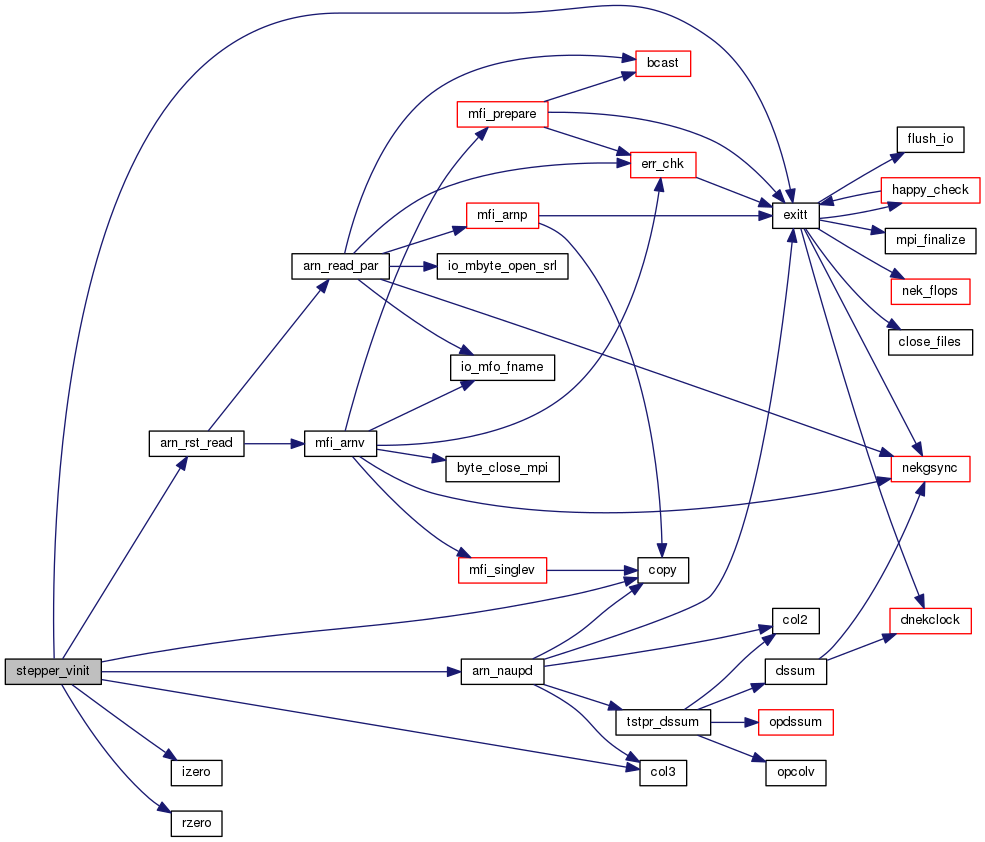 bcast
mfi_prepare
flush_io
err_chk
happy_check
mfi_arnp
exitt
mpi_finalize
arn_read_par
io_mbyte_open_srl
nek_flops
close_files
io_mfo_fname
arn_rst_read
mfi_arnv
byte_close_mpi
nekgsync
mfi_singlev
copy
col2
dnekclock
stepper_vinit
arn_naupd
dssum
tstpr_dssum
opdssum
izero
col3
opcolv
rzero